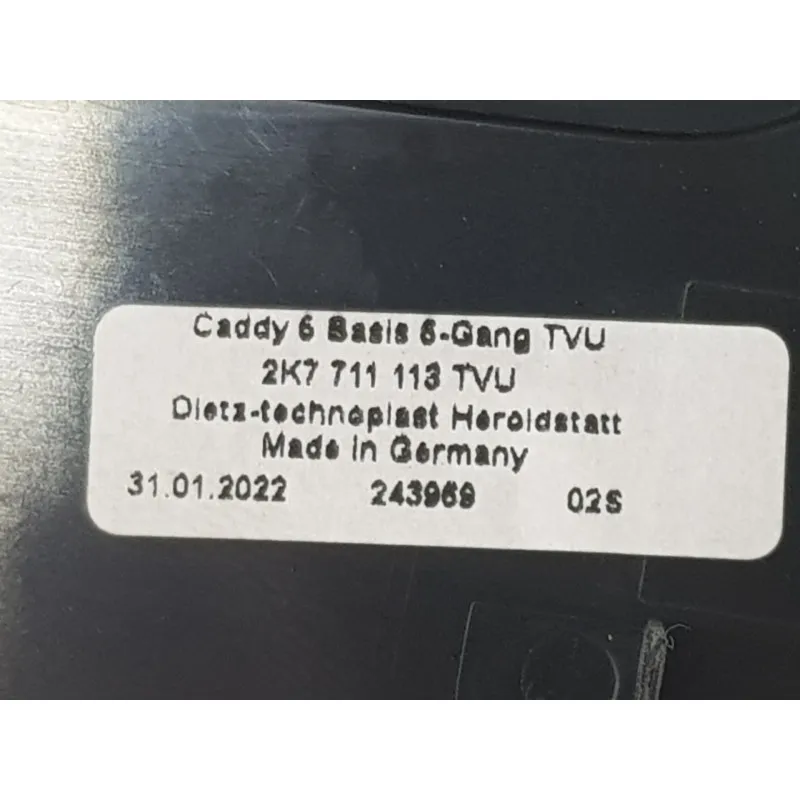 Caddy 6 Basis 6-Gang TVU
2K7 711 113 TVU
Dietz-technoplast Heroldstatt
Made in Germany
31.01.2022 243969 02S